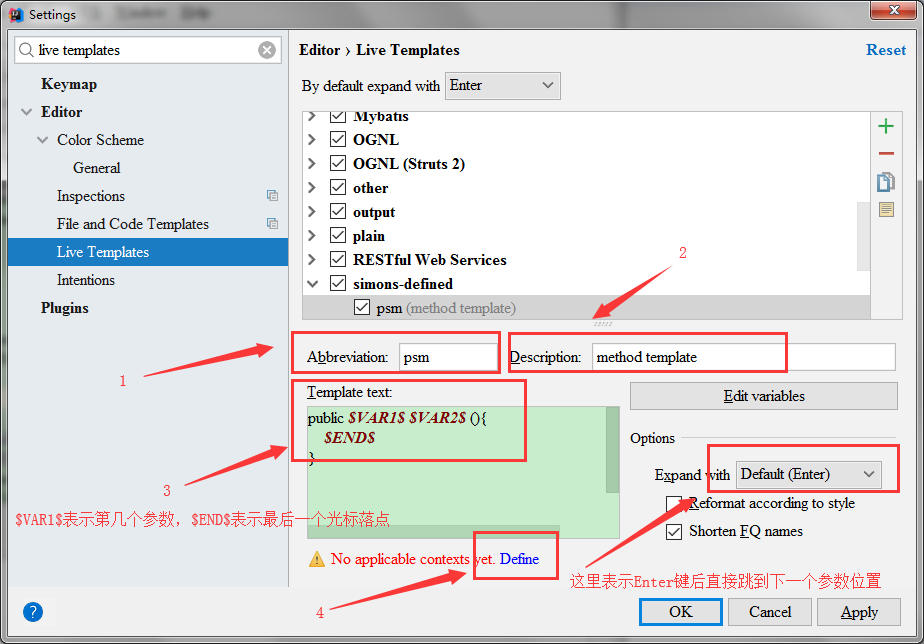 Settings
live templates
Keymap
Editor
Color Scheme
General
Inspections
File and Code Templates
Live Templates
Intentions
Plugins
Editor › Live Templates
Reset
By default expand with Enter
Mybatis
OGNL
OGNL (Struts 2)
other
output
plain
RESTful Web Services
simons-defined
psm (method template)
1
2
Abbreviation: psm
Description: method template
Template text:
public $VAR1$ $VAR2$ (){
$END$
}
Edit variables
Options
Expand with Default (Enter)
Reformat according to style
Shorten FQ names
3
$VAR1$表示第几个参数，$END$表示最后一个光标落点
No applicable contexts yet. Define
4
这里表示Enter键后直接跳到下一个参数位置
?
OK
Cancel
Apply